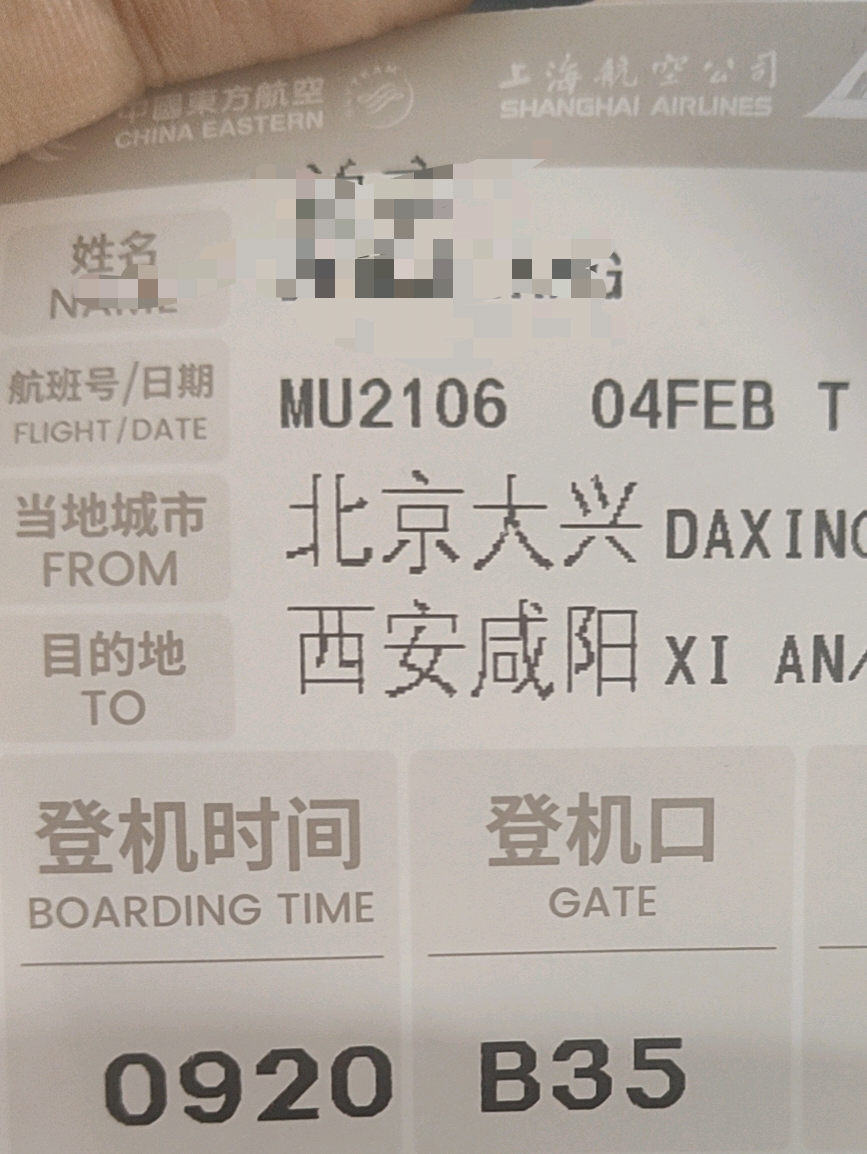 中國東方航空
CHINA EASTERN
上海航空公司
SHANGHAI AIRLINES
姓名
NAME
航班号/日期
FLIGHT/DATE
MU2106 04FEB T
当地城市
FROM
北京大兴 DAXING
目的地
TO
西安咸阳 XI AN/
登机时间
BOARDING TIME
登机口
GATE
0920
B35